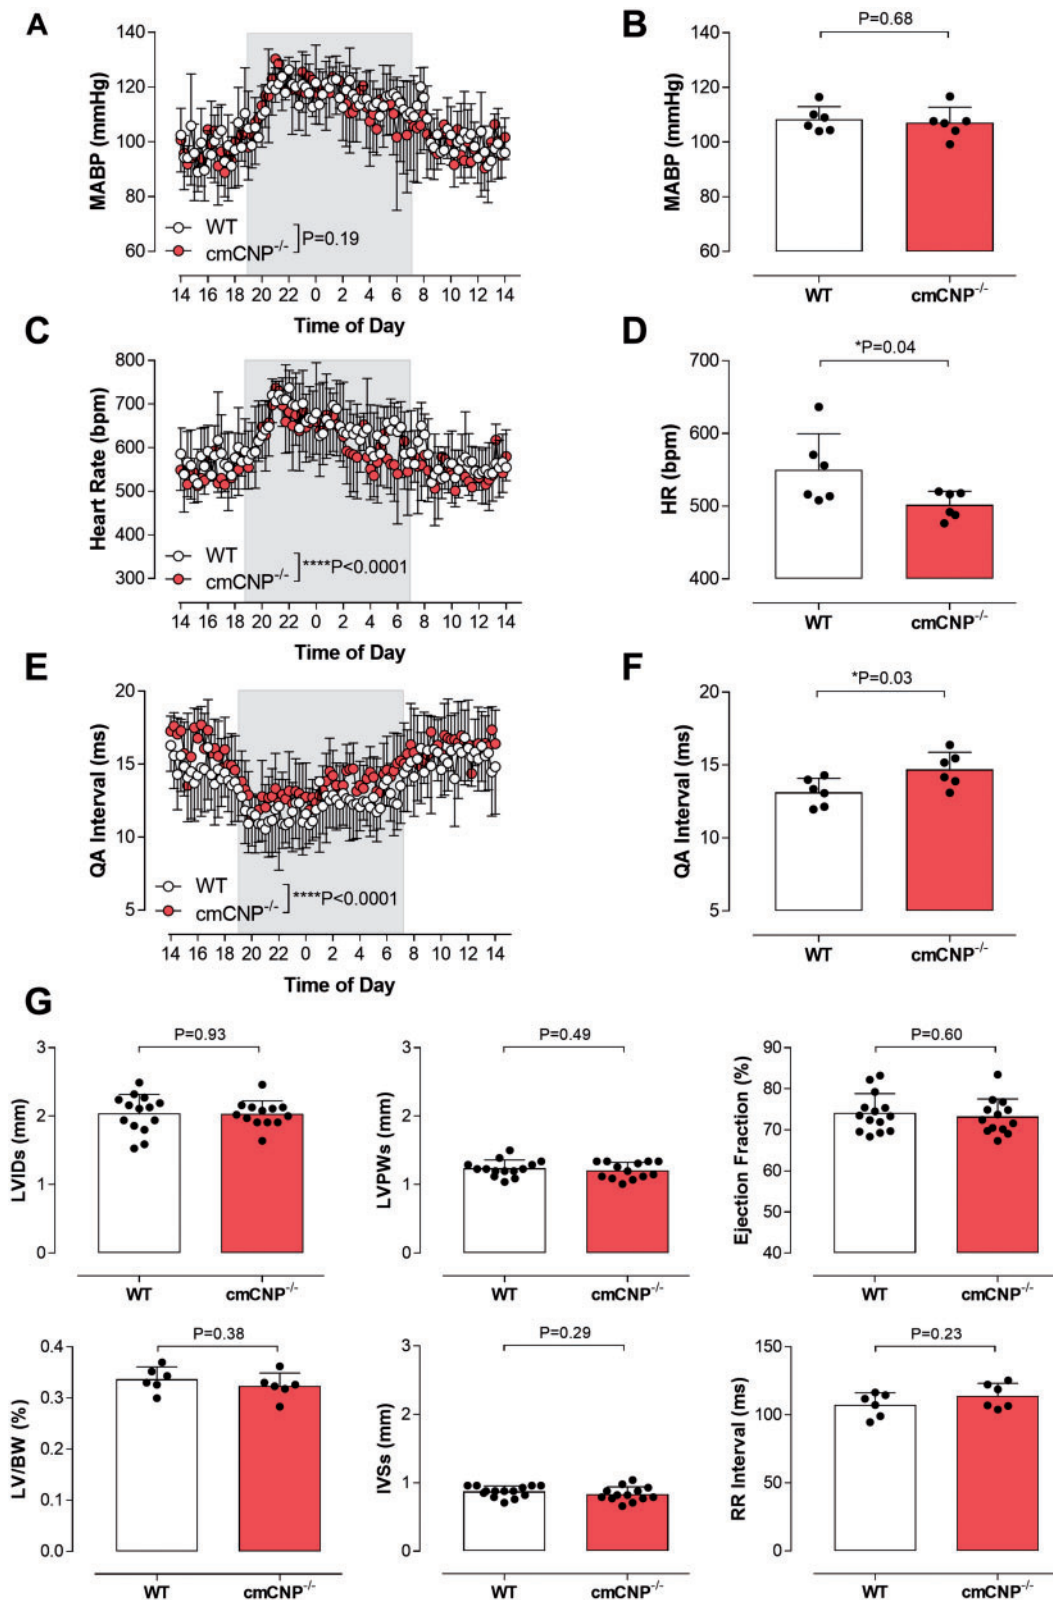 A
B
140
120
100
80
60
MABP (mmHg)
WT
cmCNP-/-
P=0.19
14 16 18 20 22 0 2 4 6 8 10 12 14
Time of Day
P=0.68
140
120
100
80
60
MABP (mmHg)
WT cmCNP-/-
C
D
800
700
600
500
400
300
Heart Rate (bpm)
WT
cmCNP-/-
****P<0.0001
14 16 18 20 22 0 2 4 6 8 10 12 14
Time of Day
*P=0.04
700
600
500
400
HR (bpm)
WT cmCNP-/-
E
F
20
15
10
5
QA Interval (ms)
WT
cmCNP-/-
****P<0.0001
14 16 18 20 22 0 2 4 6 8 10 12 14
Time of Day
*P=0.03
20
15
10
5
QA Interval (ms)
WT cmCNP-/-
G
P=0.93
3
2
1
0
LVIDs (mm)
WT cmCNP-/-
P=0.49
3
2
1
0
LVPWs (mm)
WT cmCNP-/-
P=0.60
90
80
70
60
50
40
Ejection Fraction (%)
WT cmCNP-/-
P=0.38
0.4
0.3
0.2
0.1
0.0
LV/BW (%)
WT cmCNP-/-
P=0.29
3
2
1
0
IVSs (mm)
WT cmCNP-/-
P=0.23
150
100
50
0
RR Interval (ms)
WT cmCNP-/-